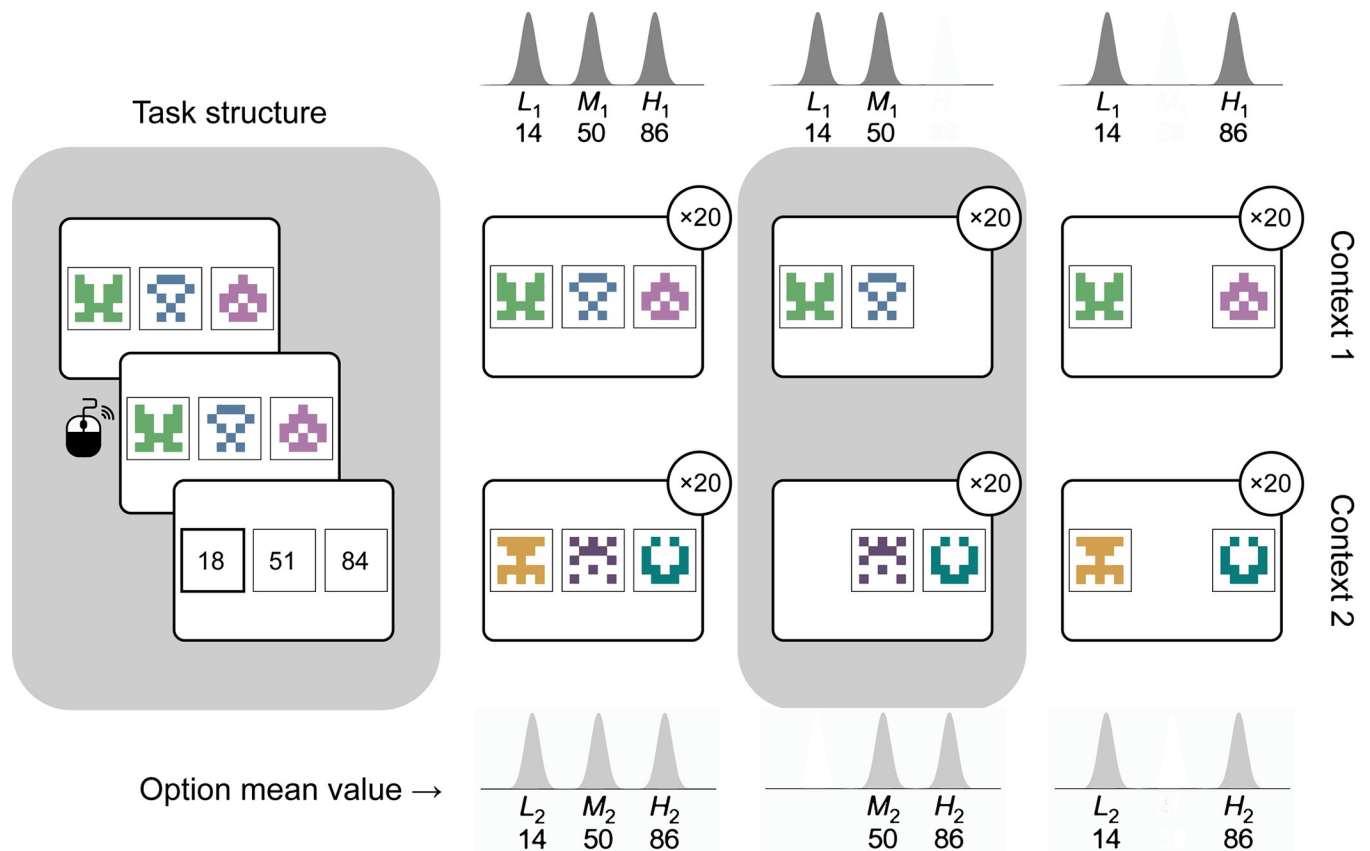 L₁ M₁ H₁
14 50 86
L₁ M₁
14 50
L₁ H₁
14 86
Task structure
×20
×20
×20
Context 1
18 51 84
×20
×20
×20
Context 2
Option mean value →
L₂ M₂ H₂
14 50 86
M₂ H₂
50 86
L₂ H₂
14 86